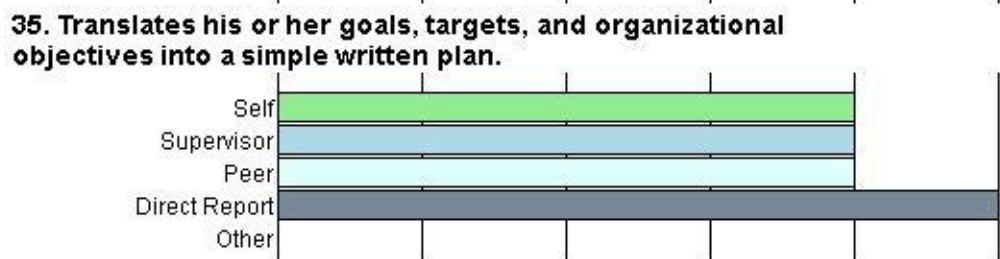 35. Translates his or her goals, targets, and organizational
objectives into a simple written plan.
Self
Supervisor
Peer
Direct Report
Other